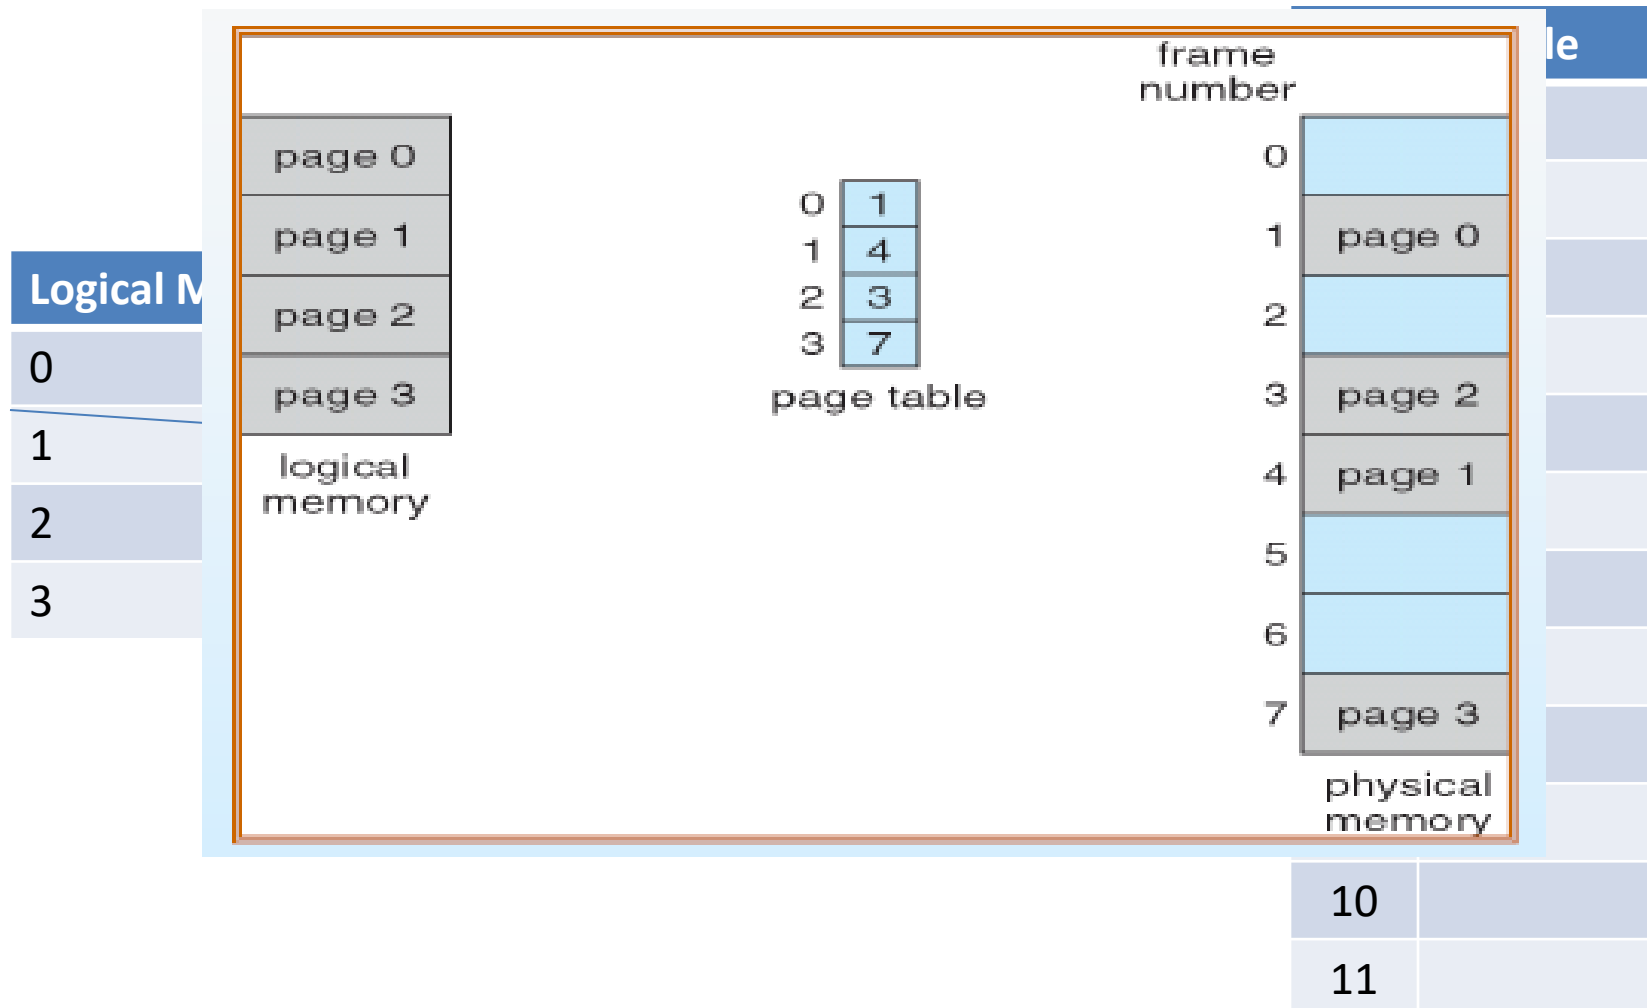 Logical M
0
1
2
3
page 0
page 1
page 2
page 3
logical
memory
0 1
1 4
2 3
3 7
page table
frame
number
0
1 page 0
2
3 page 2
4 page 1
5
6
7 page 3
physical
memory
le
10
11